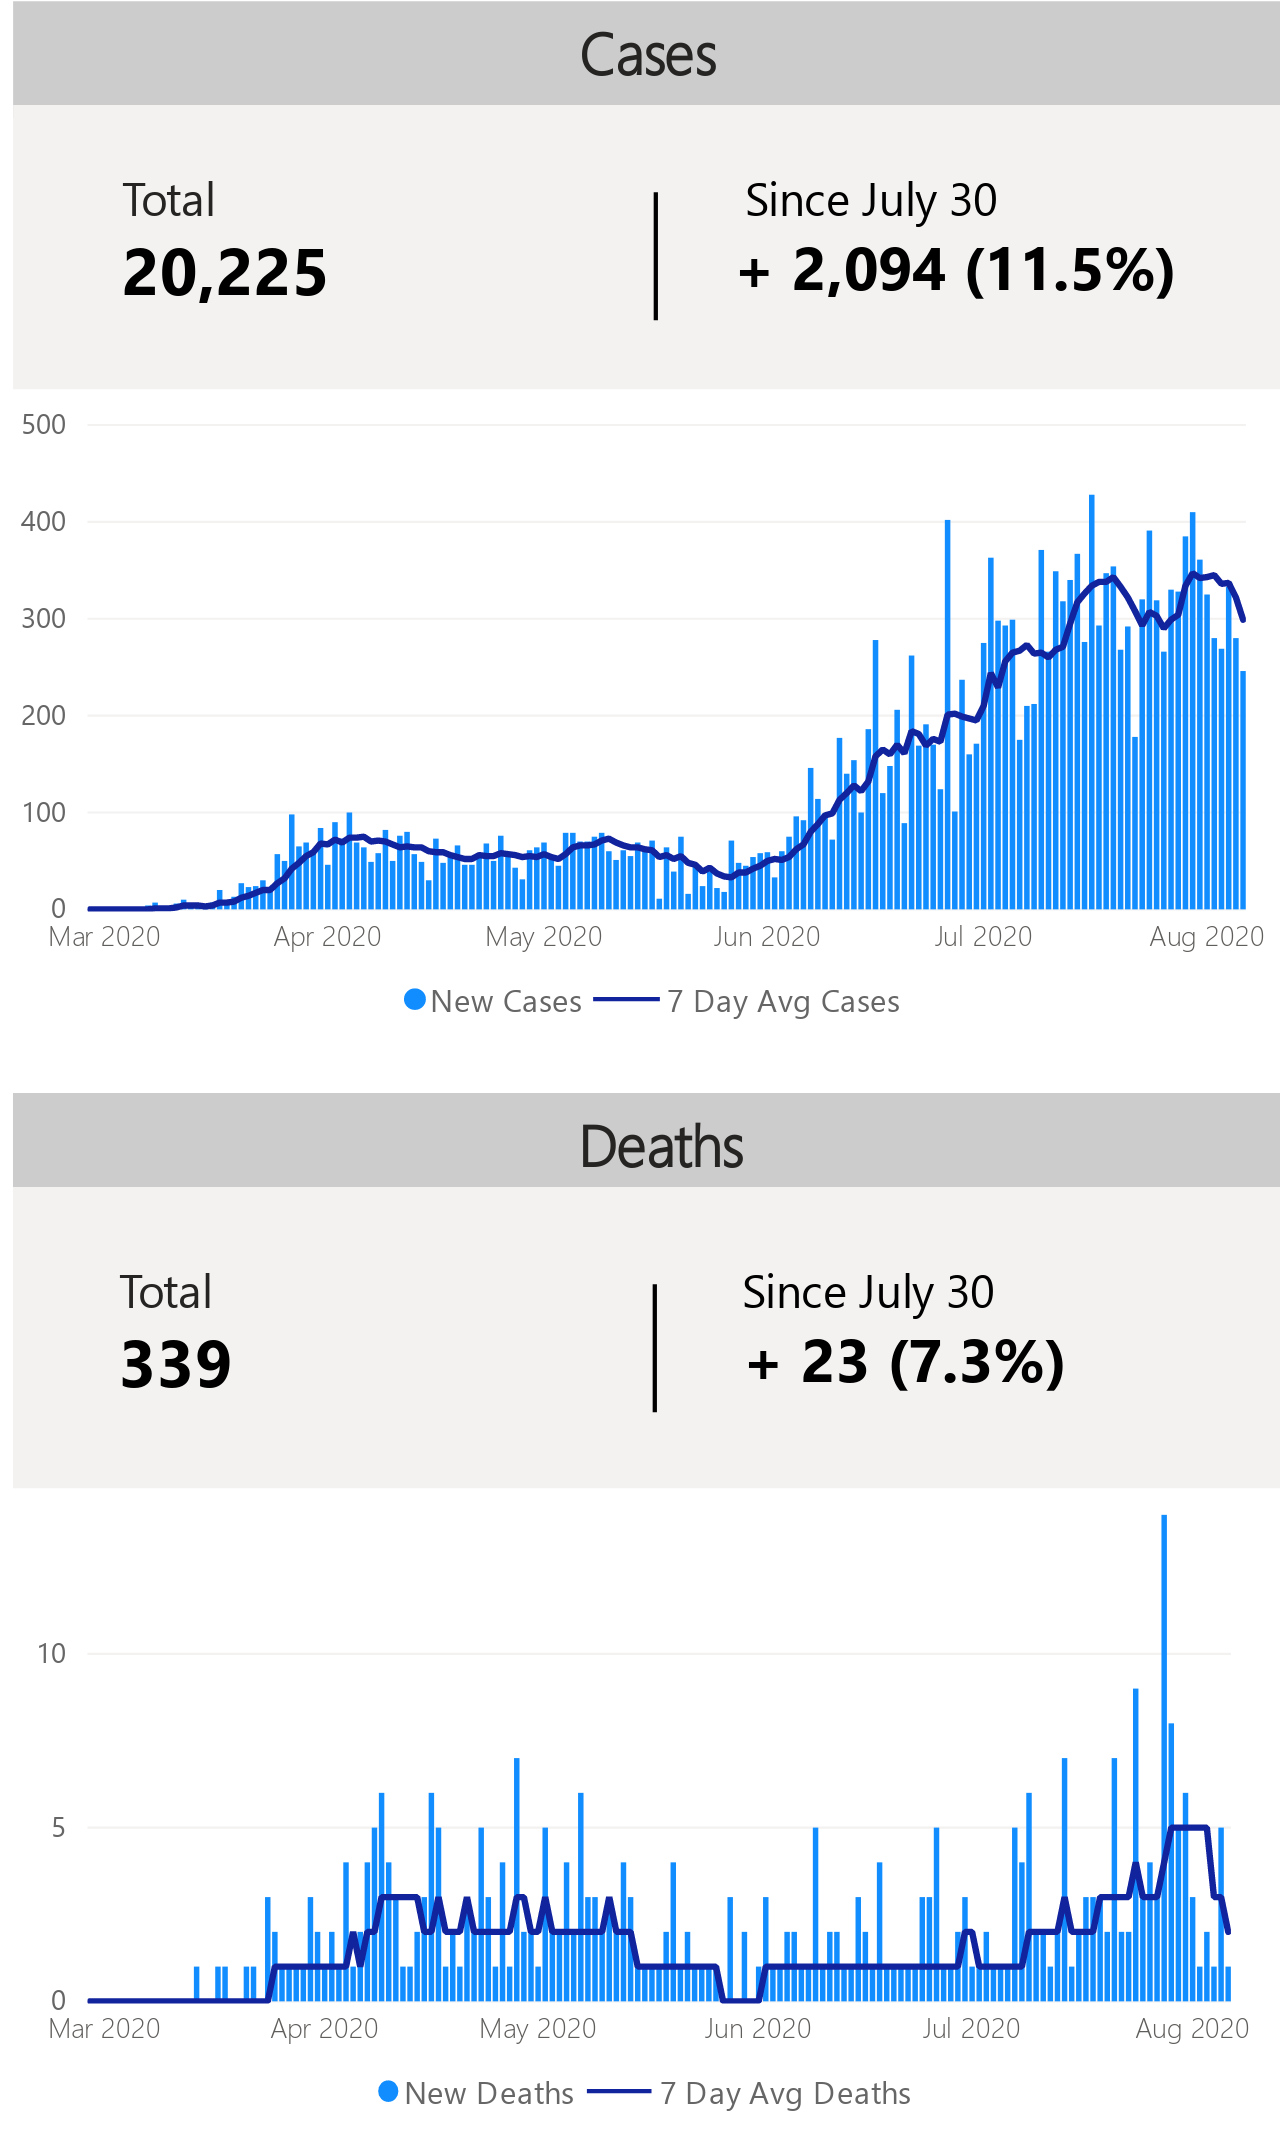 Cases
Total
Since July 30
20,225
+ 2,094 (11.5%)
500
400
300
200
100
0
Mar 2020 Apr 2020 May 2020 Jun 2020 Jul 2020 Aug 2020
New Cases 7 Day Avg Cases
Deaths
Total
Since July 30
339
+ 23 (7.3%)
10
5
0
Mar 2020 Apr 2020 May 2020 Jun 2020 Jul 2020 Aug 2020
New Deaths 7 Day Avg Deaths